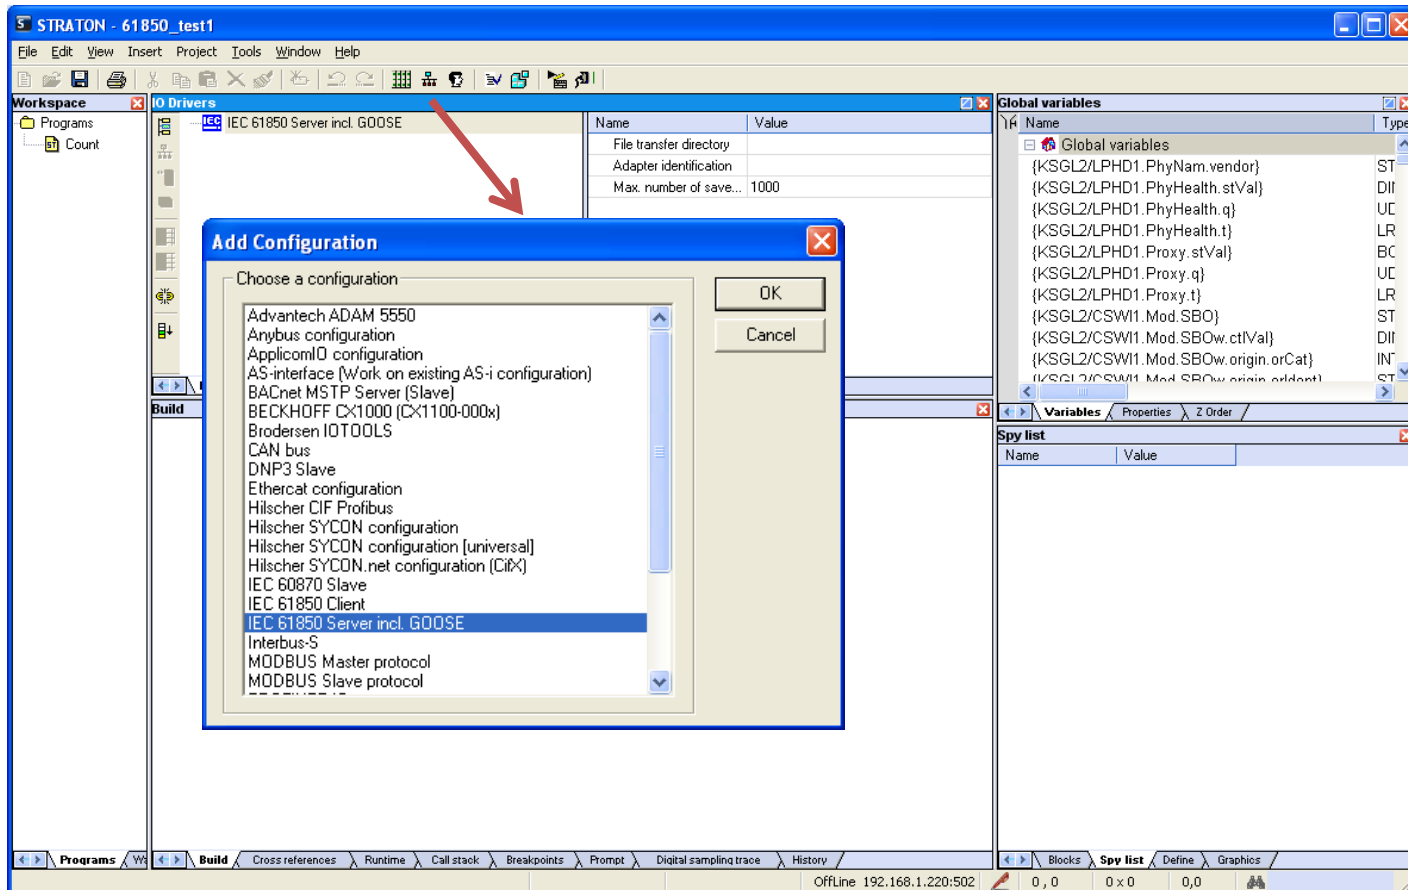 STRATON - 61850_test1
File Edit View Insert Project Tools Window Help
Workspace
Programs
Count
IO Drivers
IEC 61850 Server incl. GOOSE
Name Value
File transfer directory
Adapter identification
Max. number of save... 1000
Global variables
Name Type
Global variables
{KSGL2/LPHD1.PhyNam.vendor} ST
{KSGL2/LPHD1.PhyHealth.stVal}
{KSGL2/LPHD1.PhyHealth.q}
{KSGL2/LPHD1.PhyHealth.t} LR
{KSGL2/LPHD1.Proxy.stVal}
{KSGL2/LPHD1.Proxy.q}
{KSGL2/LPHD1.Proxy.t} LR
{KSGL2/CSWI1.Mod.SBO} ST
{KSGL2/CSWI1.Mod.SBOw.ctlVal}
{KSGL2/CSWI1.Mod.SBOw.origin.orCat}
Variables Properties Z Order
Add Configuration
Choose a configuration
Advantech ADAM 5550
Anybus configuration
ApplicomIO configuration
AS-interface (Work on existing AS-i configuration)
BACnet MSTP Server (Slave)
BECKHOFF CX1000 (CX1100-000x)
Brodersen IOTOOLS
CAN bus
DNP3 Slave
Ethercat configuration
Hilscher CIF Profibus
Hilscher SYCON configuration
Hilscher SYCON configuration [universal]
Hilscher SYCON.net configuration (CifX)
IEC 60870 Slave
IEC 61850 Client
IEC 61850 Server incl. GOOSE
Interbus-S
MODBUS Master protocol
MODBUS Slave protocol
OK
Cancel
Build
Spy list
Name Value
Programs
Build Cross references Runtime Call stack Breakpoints Prompt Digital sampling trace History
Blocks Spy list Define Graphics
OffLine 192.168.1.220:502 0 , 0 0 x 0 0,0